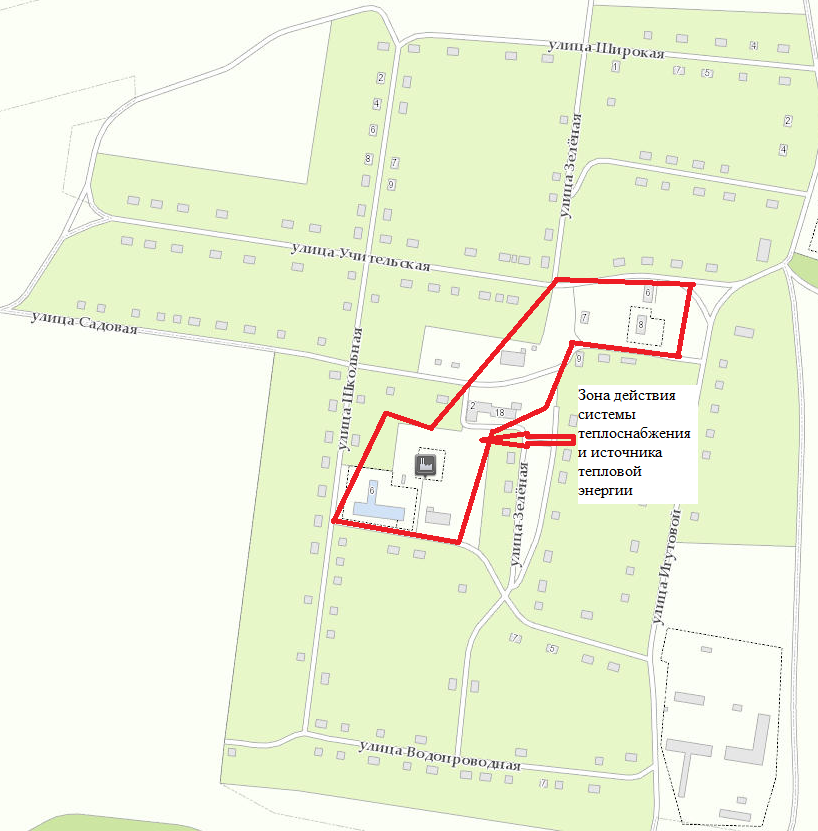 улица Широкая
4
1
7
5
2
4
2
4
6
8
7
9
улица Зелёная
улица Учительская
6
7
8
улица Садовая
9
улица Школьная
2
18
Зона действия
системы
теплоснабжения
и источника
тепловой
энергии
6
улица Зелёная
улица Игутовой
7
5
улица Водопроводная
7